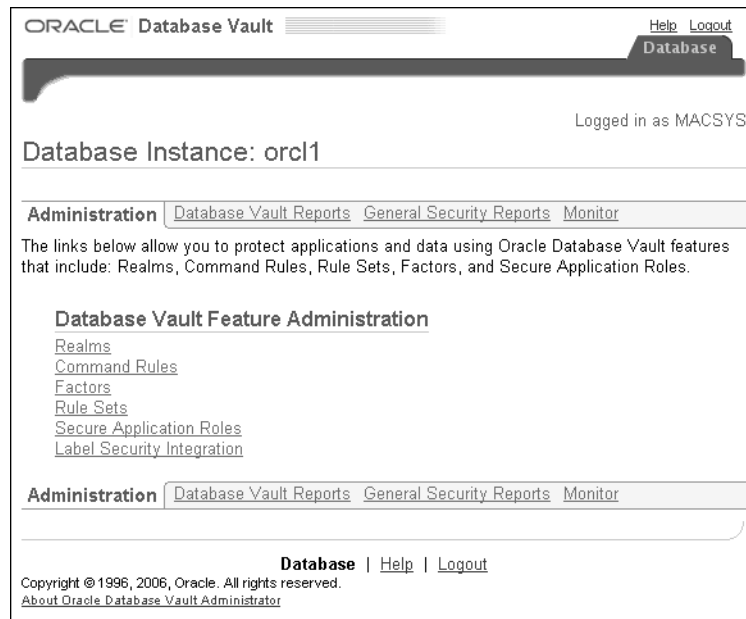 ORACLE Database Vault
Help Logout
Database
Logged in as MACSYS
Database Instance: orcl1
Administration Database Vault Reports General Security Reports Monitor
The links below allow you to protect applications and data using Oracle Database Vault features
that include: Realms, Command Rules, Rule Sets, Factors, and Secure Application Roles.
Database Vault Feature Administration
Realms
Command Rules
Factors
Rule Sets
Secure Application Roles
Label Security Integration
Administration Database Vault Reports General Security Reports Monitor
Database | Help | Logout
Copyright © 1996, 2006, Oracle. All rights reserved.
About Oracle Database Vault Administrator